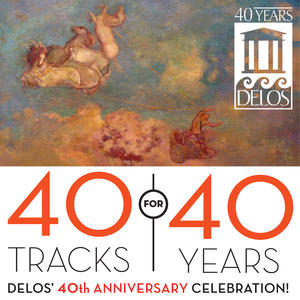 40 YEARS
DELOS
40 FOR 40
TRACKS YEARS
DELOS' 40th ANNIVERSARY CELEBRATION!